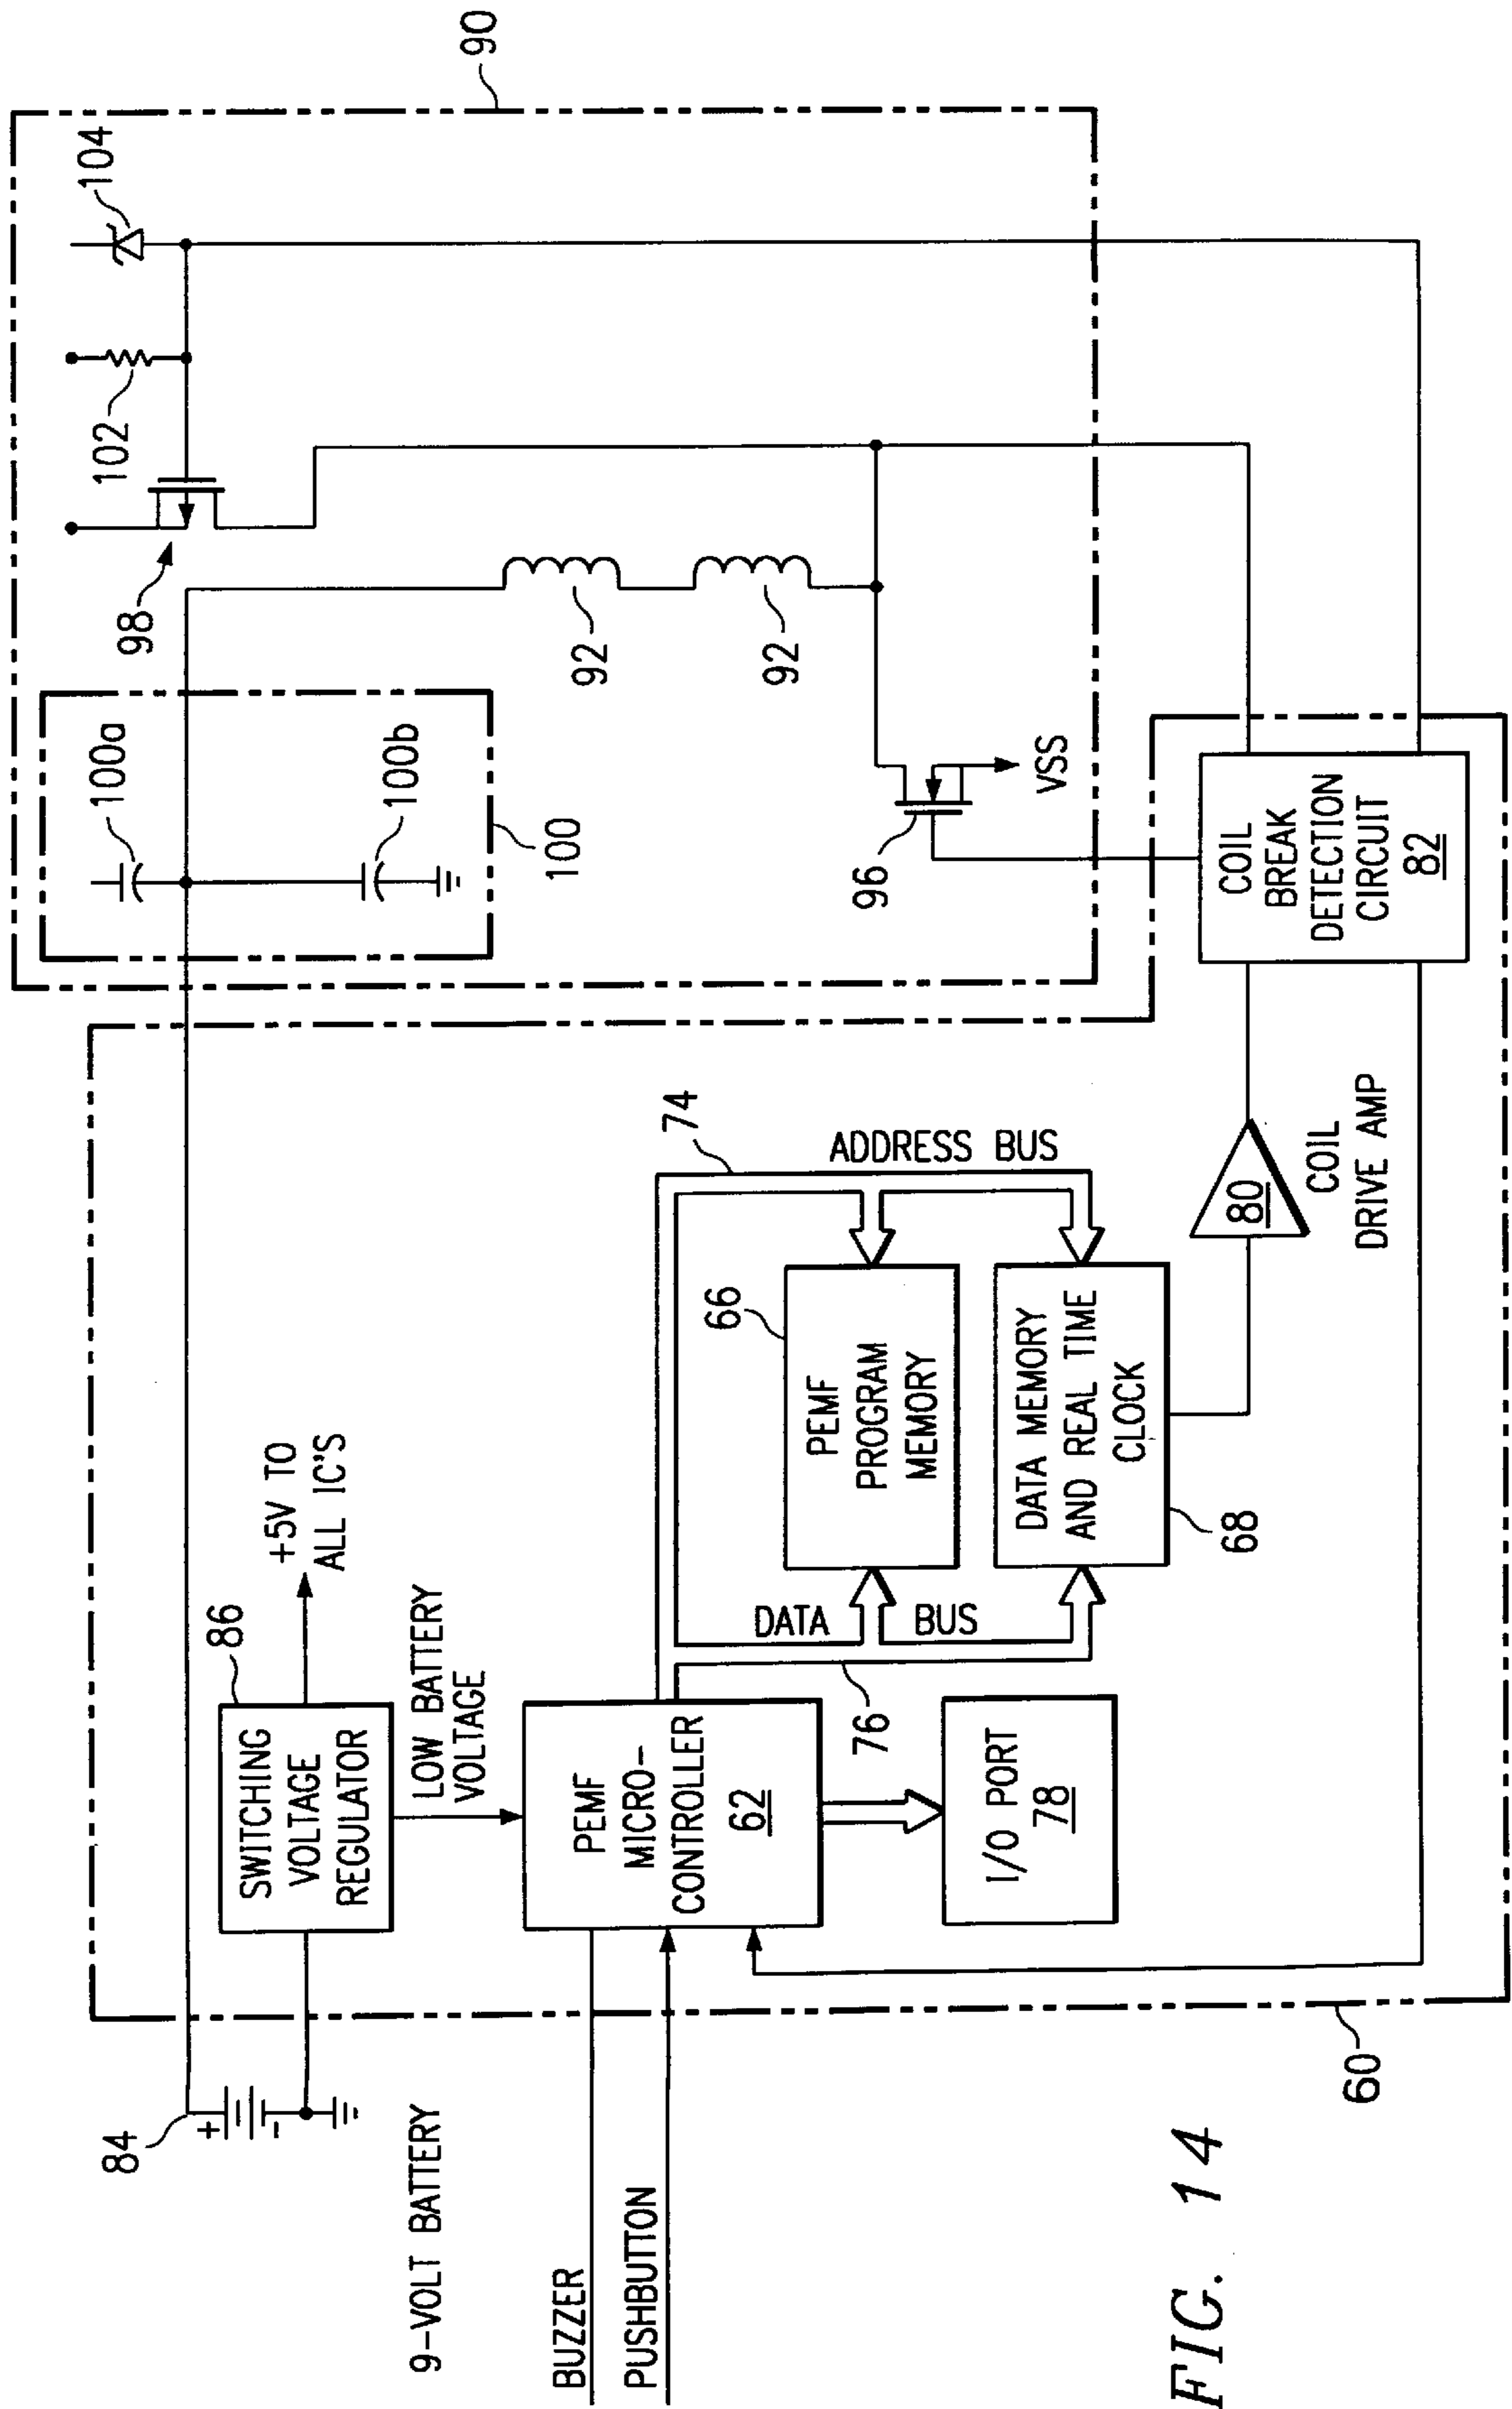 90
104
102
98
100a
100b
100
92
92
96
VSS
COIL
BREAK
DETECTION
CIRCUIT
82
84
+
-
9-VOLT BATTERY
86
SWITCHING
VOLTAGE
REGULATOR
+5V TO
ALL IC'S
LOW BATTERY
VOLTAGE
BUZZER
PUSHBUTTON
PEMF
MICRO-
CONTROLLER
62
74
ADDRESS BUS
66
PEMF
PROGRAM
MEMORY
DATA BUS
76
DATA MEMORY
AND REAL TIME
CLOCK
68
I/O PORT
78
80
COIL
DRIVE AMP
60
FIG. 14